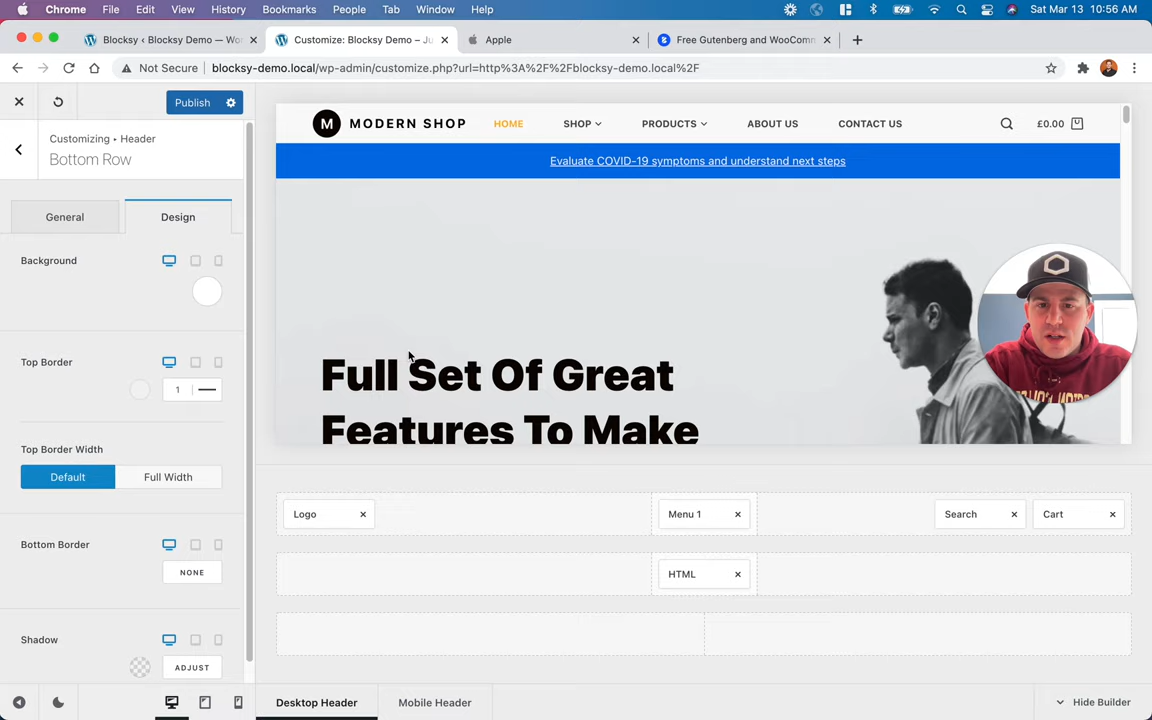 Chrome File Edit View History Bookmarks People Tab Window Help Sat Mar 13 10:56 AM
Blocksy ‹ Blocksy Demo — Wor Customize: Blocksy Demo – Ju Apple Free Gutenberg and WooComm
Not Secure blocksy-demo.local/wp-admin/customize.php?url=http%3A%2F%2Fblocksy-demo.local%2F
Publish
Customizing ▸ Header
Bottom Row
General Design
Background
Top Border
1
Top Border Width
Default Full Width
Bottom Border
NONE
Shadow
ADJUST
M MODERN SHOP HOME SHOP PRODUCTS ABOUT US CONTACT US £0.00
Evaluate COVID-19 symptoms and understand next steps
Full Set Of Great
Features To Make
Logo Menu 1 Search Cart
HTML
Desktop Header Mobile Header Hide Builder